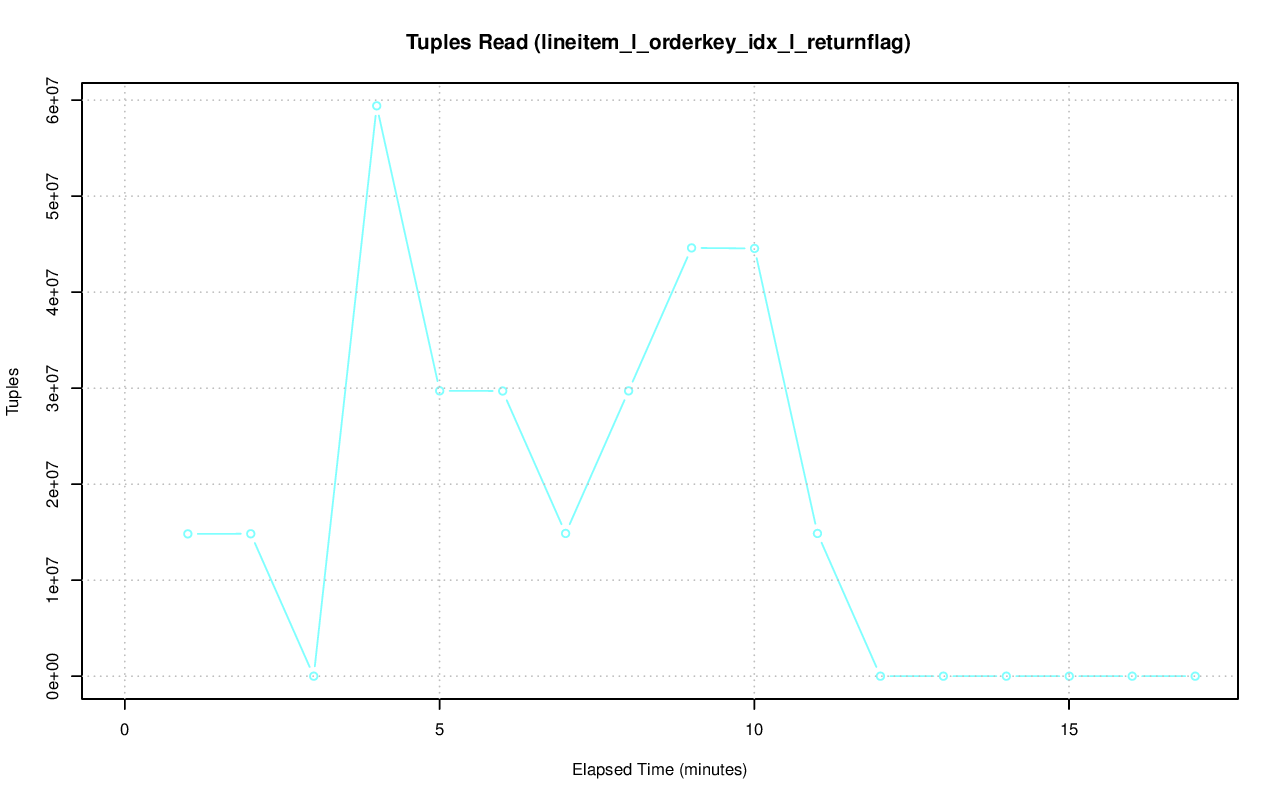 Tuples Read (lineitem_l_orderkey_idx_l_returnflag)
6e+07
5e+07
4e+07
3e+07
2e+07
1e+07
0e+00
Tuples
0 5 10 15
Elapsed Time (minutes)